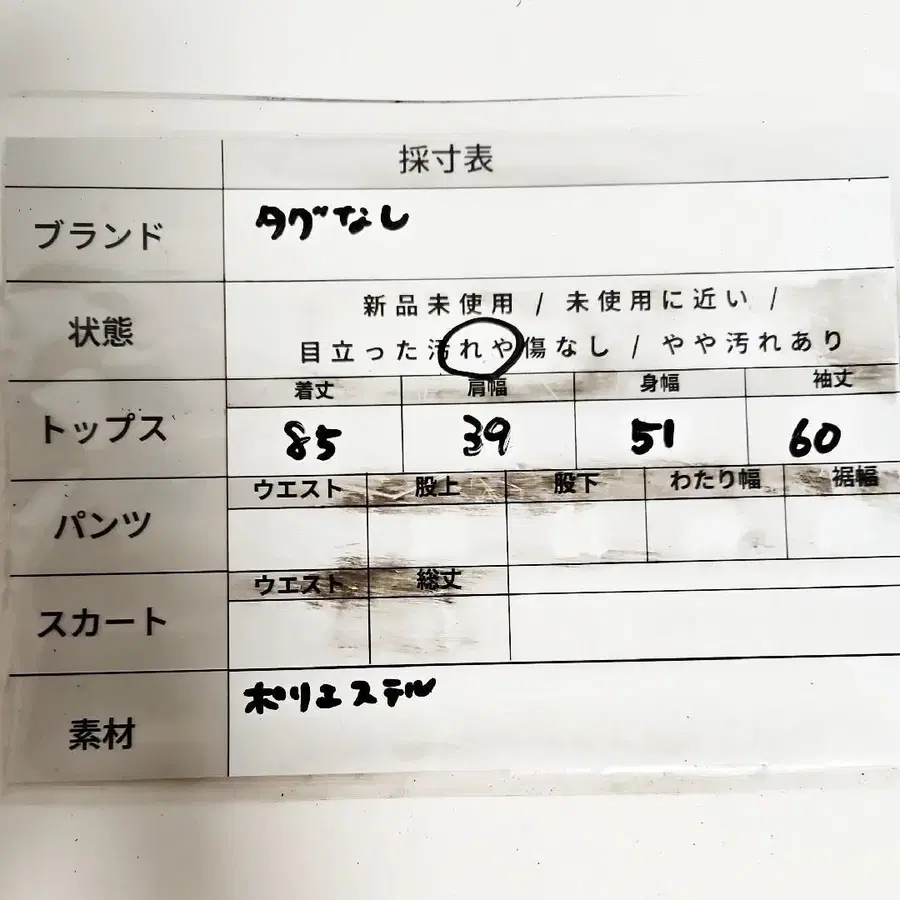 採寸表
ブランド タグなし
状態 新品未使用 / 未使用に近い /
目立った汚れや傷なし / やや汚れあり
着丈 肩幅 身幅 袖丈
トップス 85 39 51 60
ウエスト 股上 股下 わたり幅 裾幅
パンツ
ウエスト 総丈
スカート
素材 ポリエステル